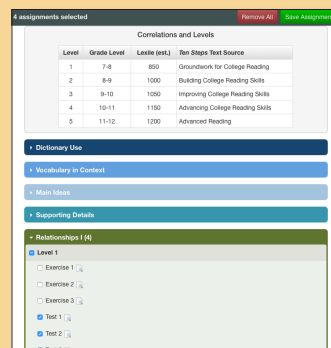 4 assignments selected Remove All Save Assignmen
Correlations and Levels
Level Grade Level Lexile (est.) Ten Steps Text Source
1 7-8 850 Groundwork for College Reading
2 8-9 1000 Building College Reading Skills
3 9-10 1050 Improving College Reading Skills
4 10-11 1150 Advancing College Reading Skills
5 11-12 1200 Advanced Reading
Dictionary Use
Vocabulary in Context
Main Ideas
Supporting Details
Relationships I (4)
Level 1
Exercise 1
Exercise 2
Exercise 3
Test 1
Test 2